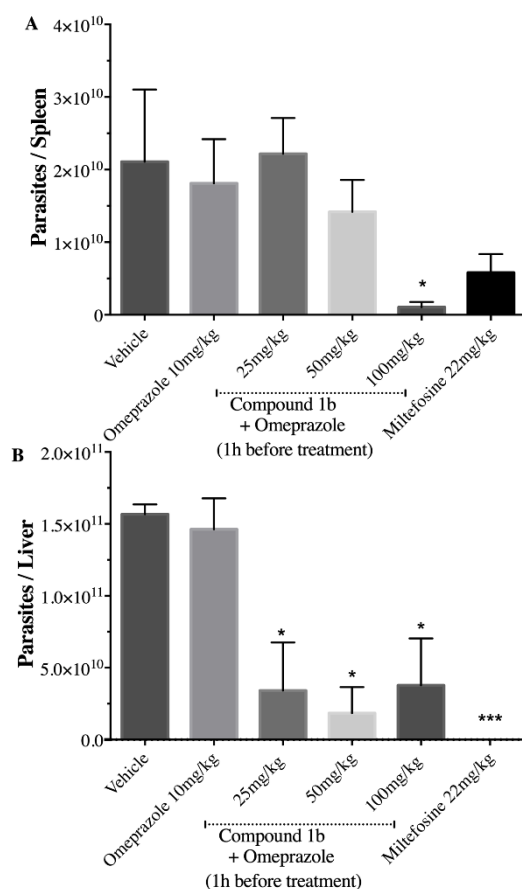 A
Parasites / Spleen
4×10¹⁰
3×10¹⁰
2×10¹⁰
1×10¹⁰
0
*
Vehicle
Omeprazole 10mg/kg
25mg/kg
50mg/kg
100mg/kg
Miltefosine 22mg/kg
Compound 1b
+ Omeprazole
(1h before treatment)
B
Parasites / Liver
2.0×10¹¹
1.5×10¹¹
1.0×10¹¹
5.0×10¹⁰
0.0
*
*
*
***
Vehicle
Omeprazole 10mg/kg
25mg/kg
50mg/kg
100mg/kg
Miltefosine 22mg/kg
Compound 1b
+ Omeprazole
(1h before treatment)